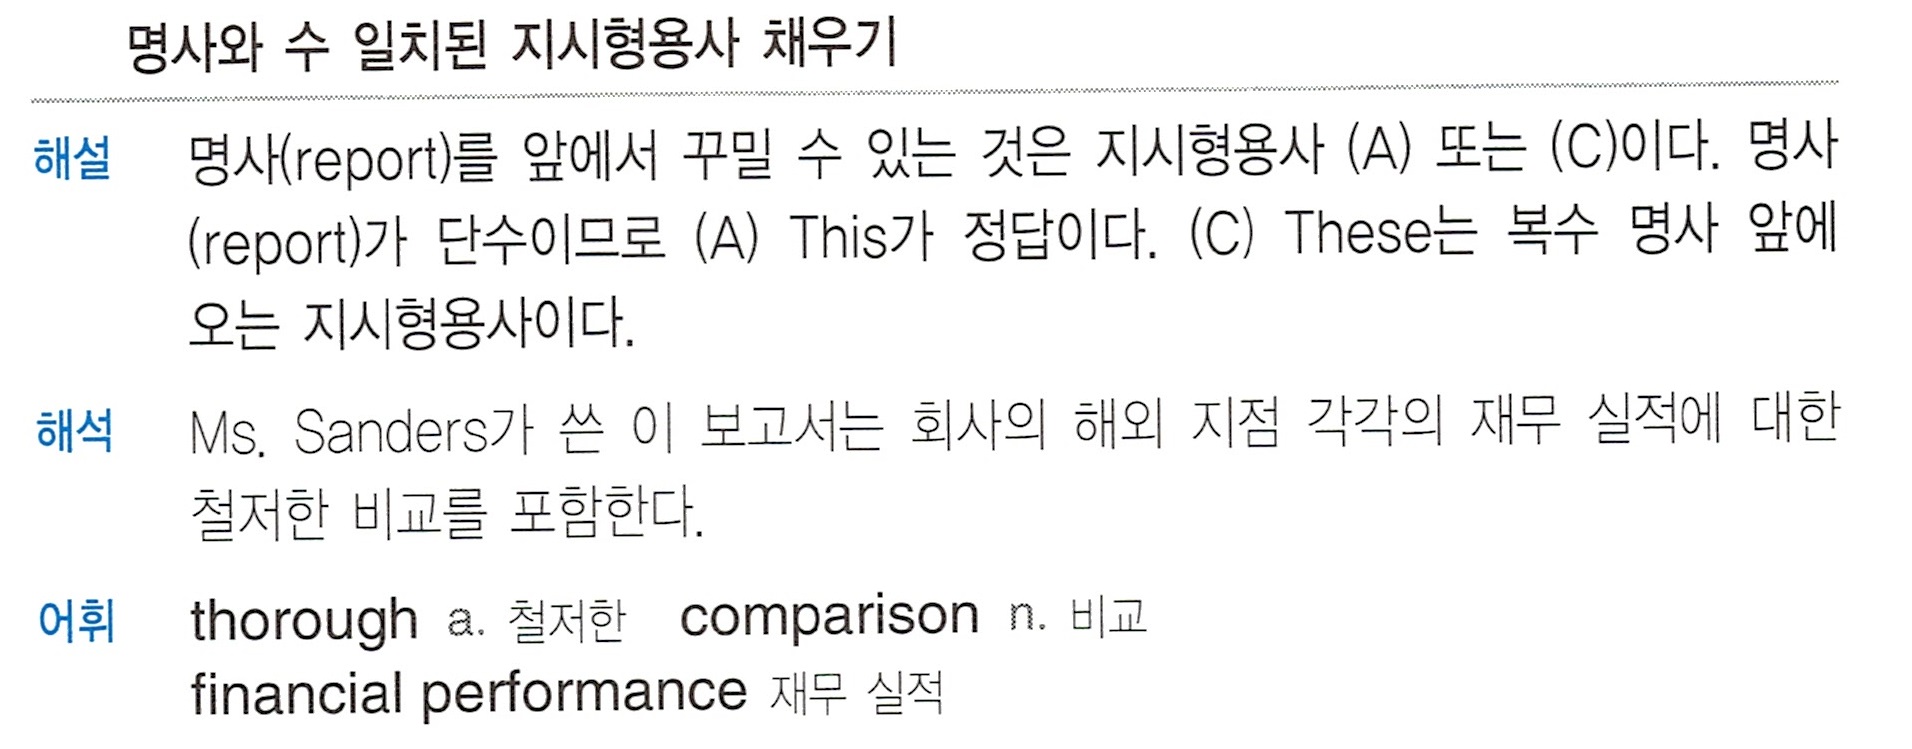 명사와 수 일치된 지시형용사 채우기
해설 명사(report)를 앞에서 꾸밀 수 있는 것은 지시형용사 (A) 또는 (C)이다. 명사
(report)가 단수이므로 (A) This가 정답이다. (C) These는 복수 명사 앞에
오는 지시형용사이다.
해석 Ms. Sanders가 쓴 이 보고서는 회사의 해외 지점 각각의 재무 실적에 대한
철저한 비교를 포함한다.
어휘 thorough a. 철저한 comparison n. 비교
financial performance 재무 실적